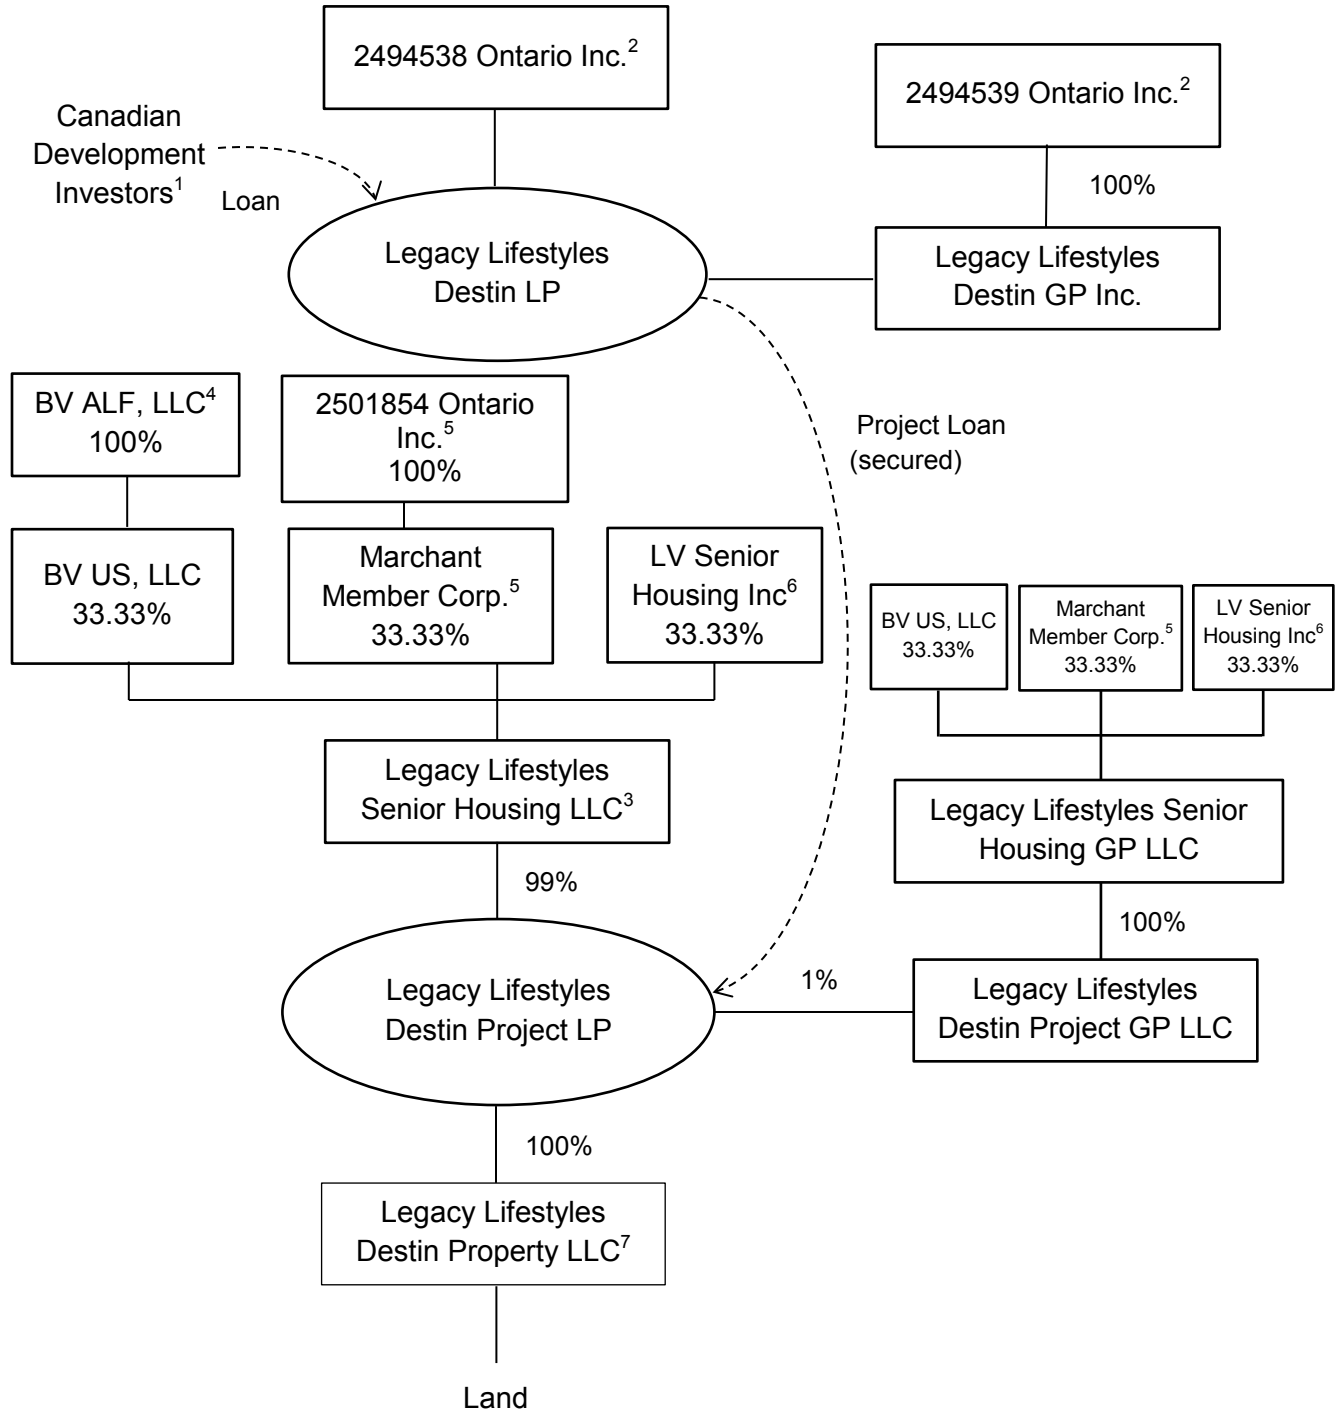 2494538 Ontario Inc.2
2494539 Ontario Inc.2
Canadian
Development
Investors1
Loan
100%
Legacy Lifestyles
Destin LP
Legacy Lifestyles
Destin GP Inc.
BV ALF, LLC4
100%
2501854 Ontario
Inc.5
100%
Project Loan
(secured)
BV US, LLC
33.33%
Marchant
Member Corp.5
33.33%
LV Senior
Housing Inc6
33.33%
BV US, LLC
33.33%
Marchant
Member Corp.5
33.33%
LV Senior
Housing Inc6
33.33%
Legacy Lifestyles
Senior Housing LLC3
Legacy Lifestyles Senior
Housing GP LLC
99%
100%
Legacy Lifestyles
Destin Project LP
1%
Legacy Lifestyles
Destin Project GP LLC
100%
Legacy Lifestyles
Destin Property LLC7
Land